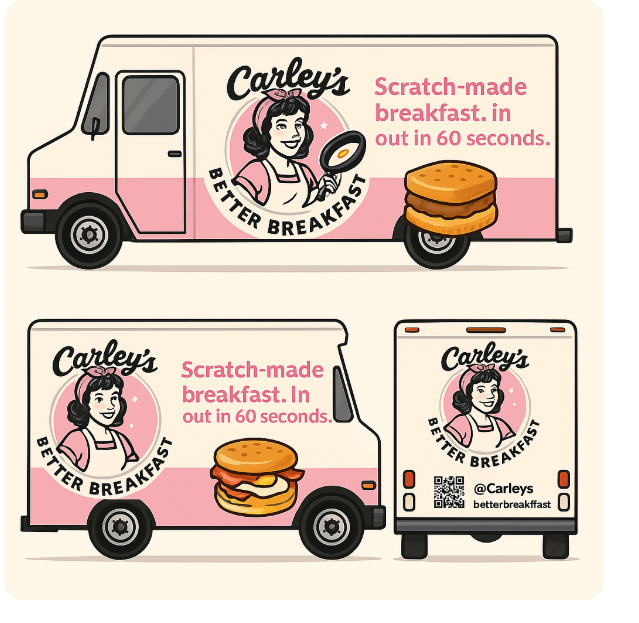 Carley's
BETTER BREAKFAST
Scratch-made
breakfast. in
out in 60 seconds.
Carley's
BETTER BREAKFAST
Scratch-made
breakfast. In
out in 60 seconds.
Carley's
BETTER BREAKFAST
@Carleys
betterbreakffast